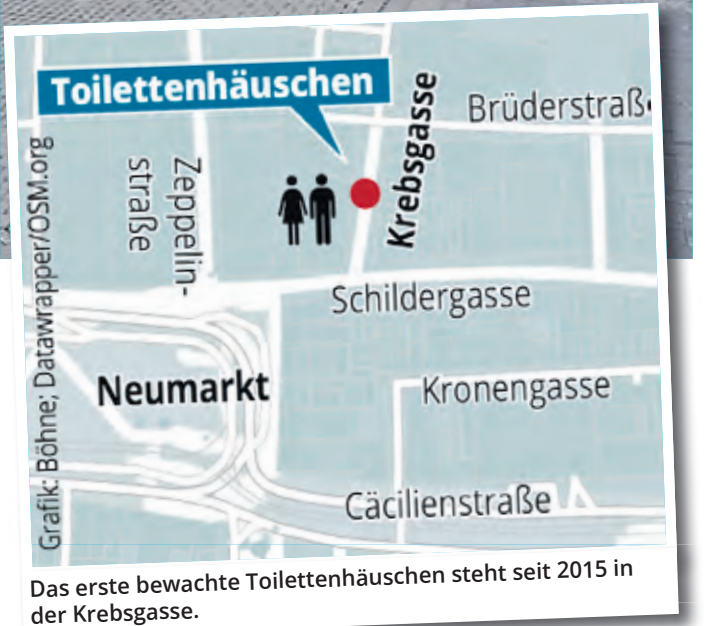 Toilettenhäuschen
Krebsgasse
Brüderstraß
Zeppelin-
straße
Schildergasse
Neumarkt
Kronengasse
Cäcilienstraße
Grafik: Böhne; Datawrapper/OSM.org
Das erste bewachte Toilettenhäuschen steht seit 2015 in
der Krebsgasse.